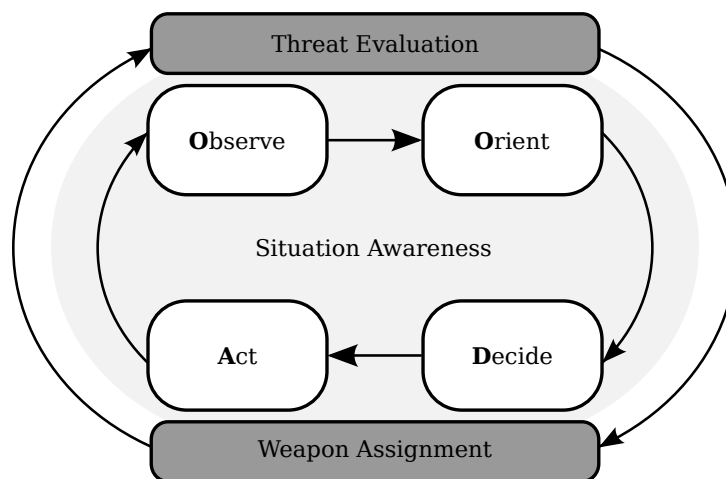 Threat Evaluation
Observe
Orient
Situation Awareness
Act
Decide
Weapon Assignment